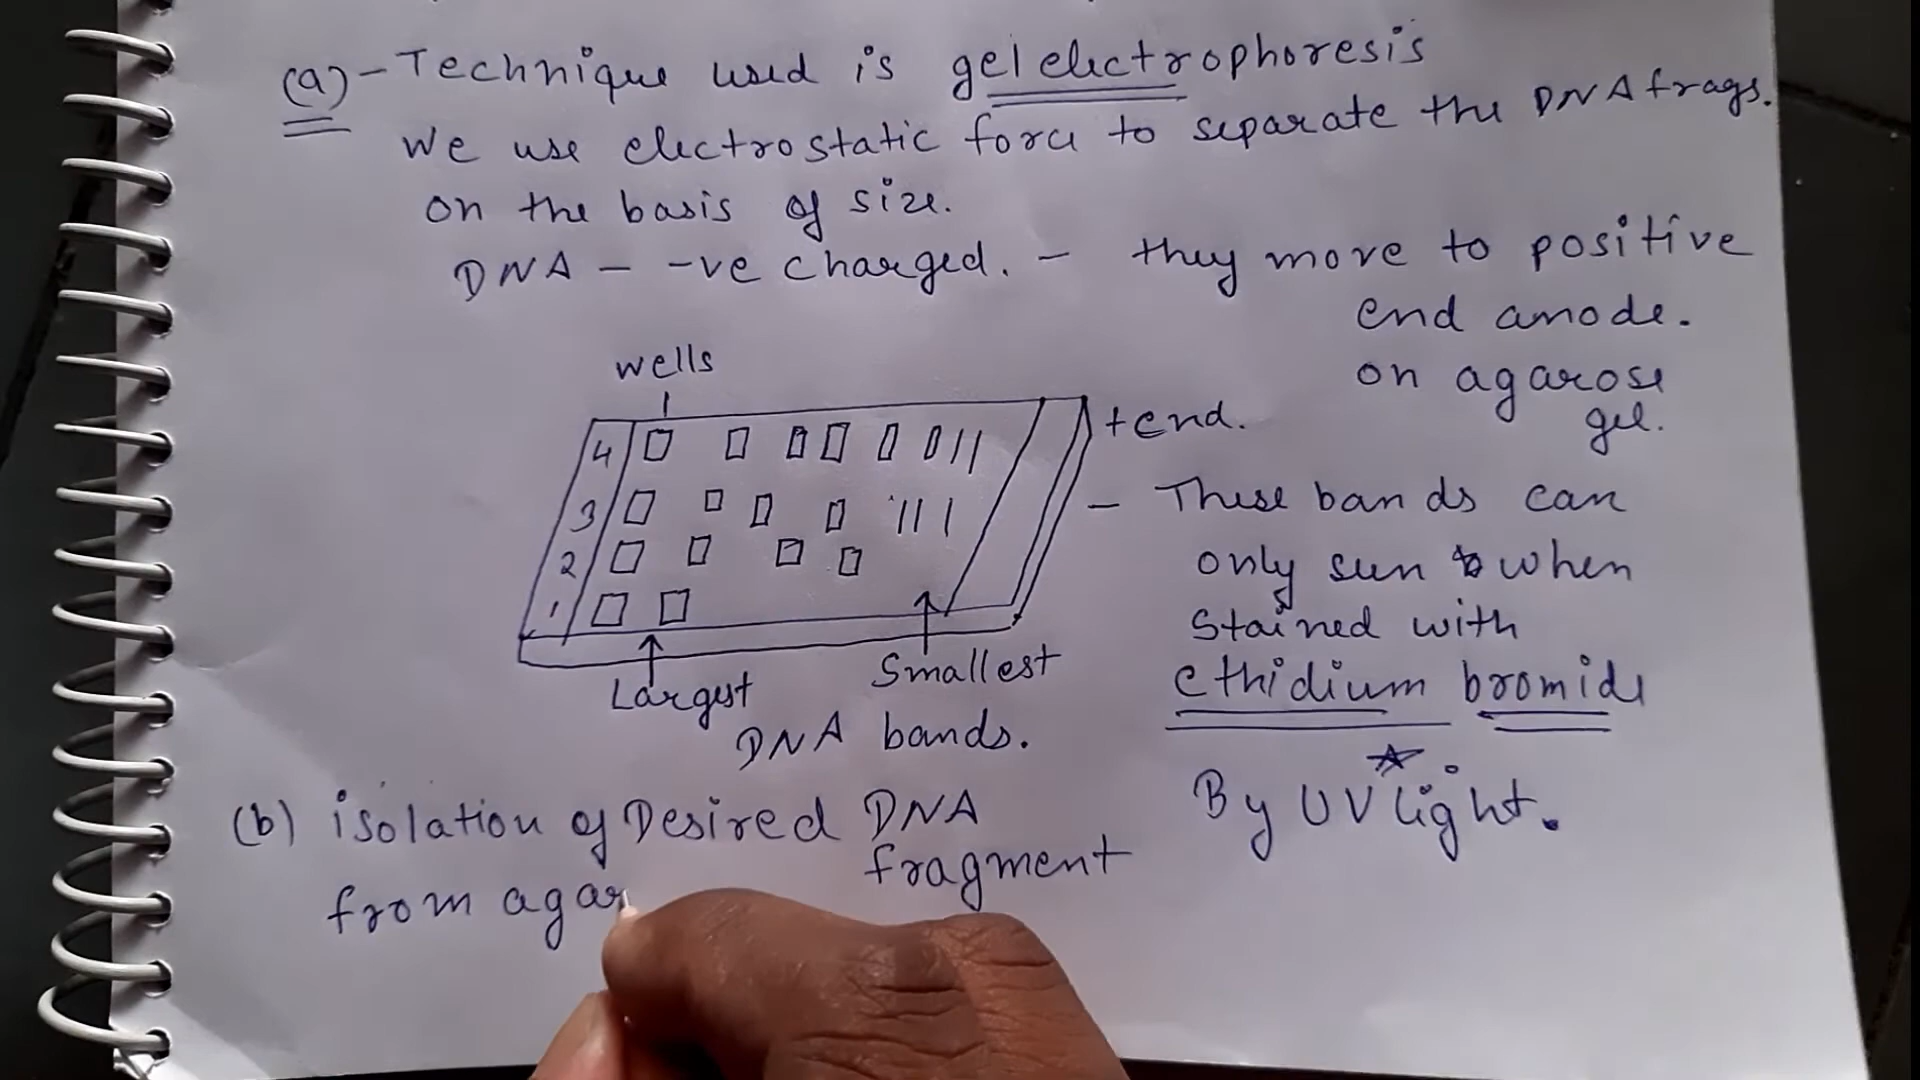 (a) - Technique used is gel electrophoresis
We use electrostatic force to separate the DNA frags.
on the basis of size.
DNA - -ve charged. - they move to positive
end anode.
on agarose
gel.
wells
4
3
2
1
+ end.
Largest
Smallest
DNA bands.
- These bands can
only seen when
stained with
ethidium bromide
By UV light.
(b) isolation of Desired DNA
fragment
from agar